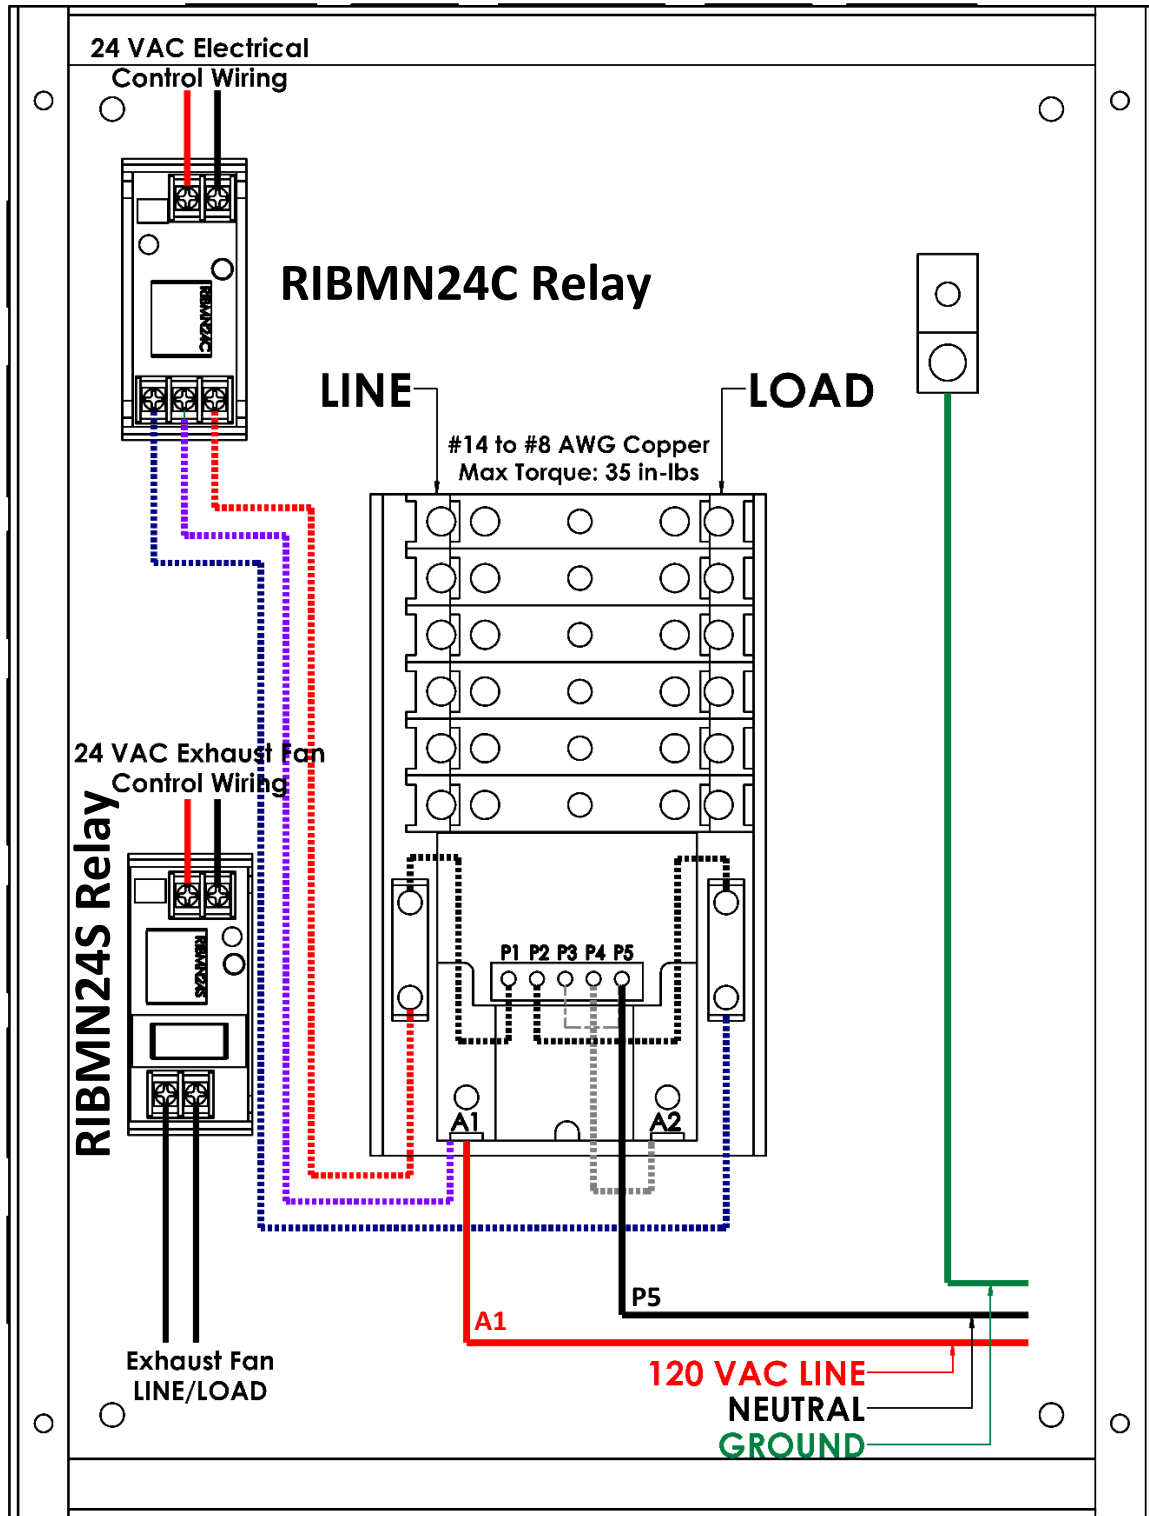 24 VAC Electrical
Control Wiring
RIBMN24C Relay
RIBMN24C
LINE
LOAD
#14 to #8 AWG Copper
Max Torque: 35 in-lbs
24 VAC Exhaust Fan
Control Wiring
RIBMN24S Relay
RIBMN24S
P1 P2 P3 P4 P5
A1
A2
P5
A1
Exhaust Fan
LINE/LOAD
120 VAC LINE
NEUTRAL
GROUND